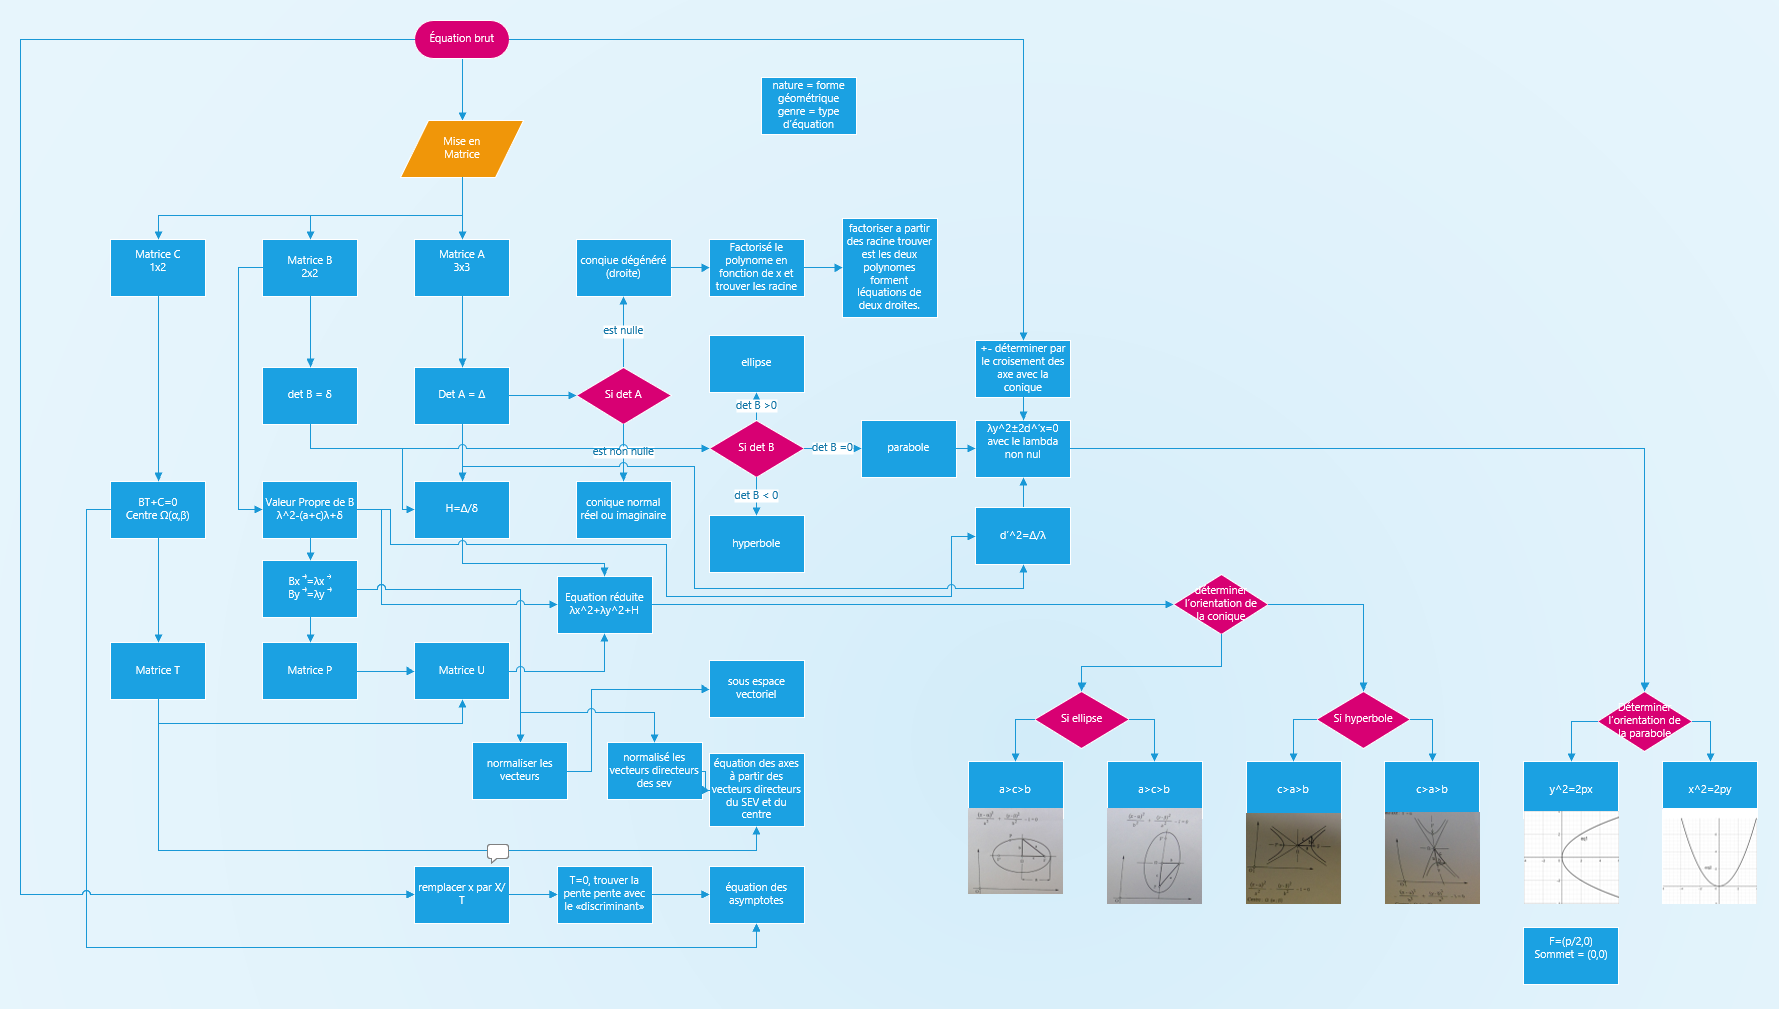 Équation brut
nature = forme
géométrique
genre = type
d'équation
Mise en
Matrice
Matrice C
1x2
Matrice B
2x2
Matrice A
3x3
conqiue dégénéré
(droite)
Factorisé le
polynome en
fonction de x et
trouver les racine
factoriser a partir
des racine trouver
est les deux
polynomes
forment
léquations de
deux droites.
est nulle
+- déterminer par
le croisement des
axe avec la
conique
ellipse
det B = δ
Det A = Δ
Si det A
det B >0
est non nulle
Si det B
det B =0
parabole
λy^2±2d^'x=0
avec le lambda
non nul
det B < 0
BT+C=0
Centre Ω(α,β)
Valeur Propre de B
λ^2-(a+c)λ+δ
H=Δ/δ
conique normal
réel ou imaginaire
hyperbole
d'^2=Δ/λ
Bx⃗=λx⃗
By⃗=λy⃗
Equation réduite
λx^2+λy^2+H
déterminer
l'orientation de
la conique
Matrice T
Matrice P
Matrice U
sous espace
vectoriel
Si ellipse
Si hyperbole
Déterminer
l'orientation de
la parabole
normaliser les
vecteurs
normalisé les
vecteurs directeurs
des sev
équation des axes
à partir des
vecteurs directeurs
du SEV et du
centre
a>c>b
a>c>b
c>a>b
c>a>b
y^2=2px
x^2=2py
remplacer x par X/
T
T=0, trouver la
pente pente avec
le «discriminant»
équation des
asymptotes
F=(p/2,0)
Sommet = (0,0)